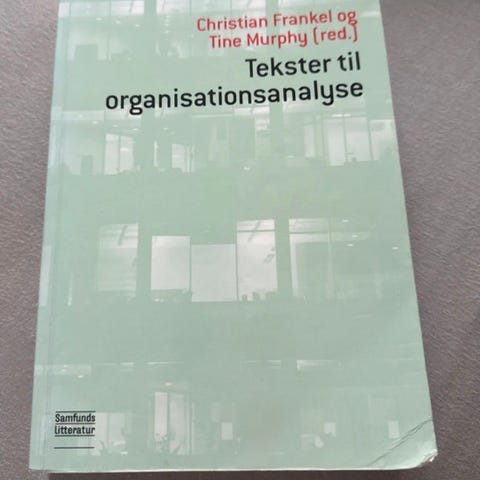 Christian Frankel og
Tine Murphy (red.)
Tekster til
organisationsanalyse
Samfunds
litteratur